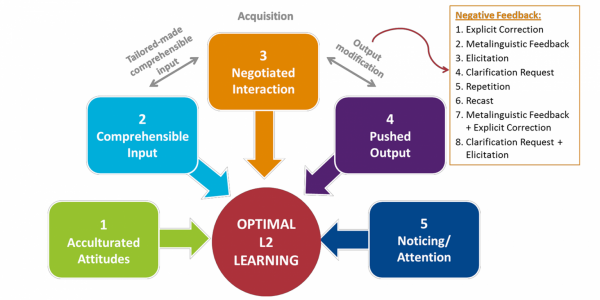 Acquisition
Tailored-made
comprehensible
input
Output
modification
3
Negotiated
Interaction
2
Comprehensible
Input
4
Pushed
Output
1
Acculturated
Attitudes
OPTIMAL
L2
LEARNING
5
Noticing/
Attention
Negative Feedback:
1. Explicit Correction
2. Metalinguistic Feedback
3. Elicitation
4. Clarification Request
5. Repetition
6. Recast
7. Metalinguistic Feedback
+ Explicit Correction
8. Clarification Request +
Elicitation